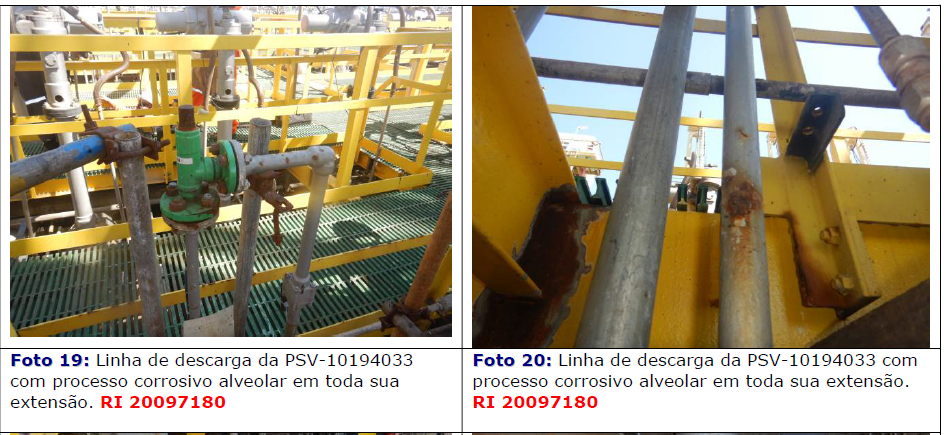 Foto 19: Linha de descarga da PSV-10194033
com processo corrosivo alveolar em toda sua
extensão. RI 20097180
Foto 20: Linha de descarga da PSV-10194033 com
processo corrosivo alveolar em toda sua extensão.
RI 20097180